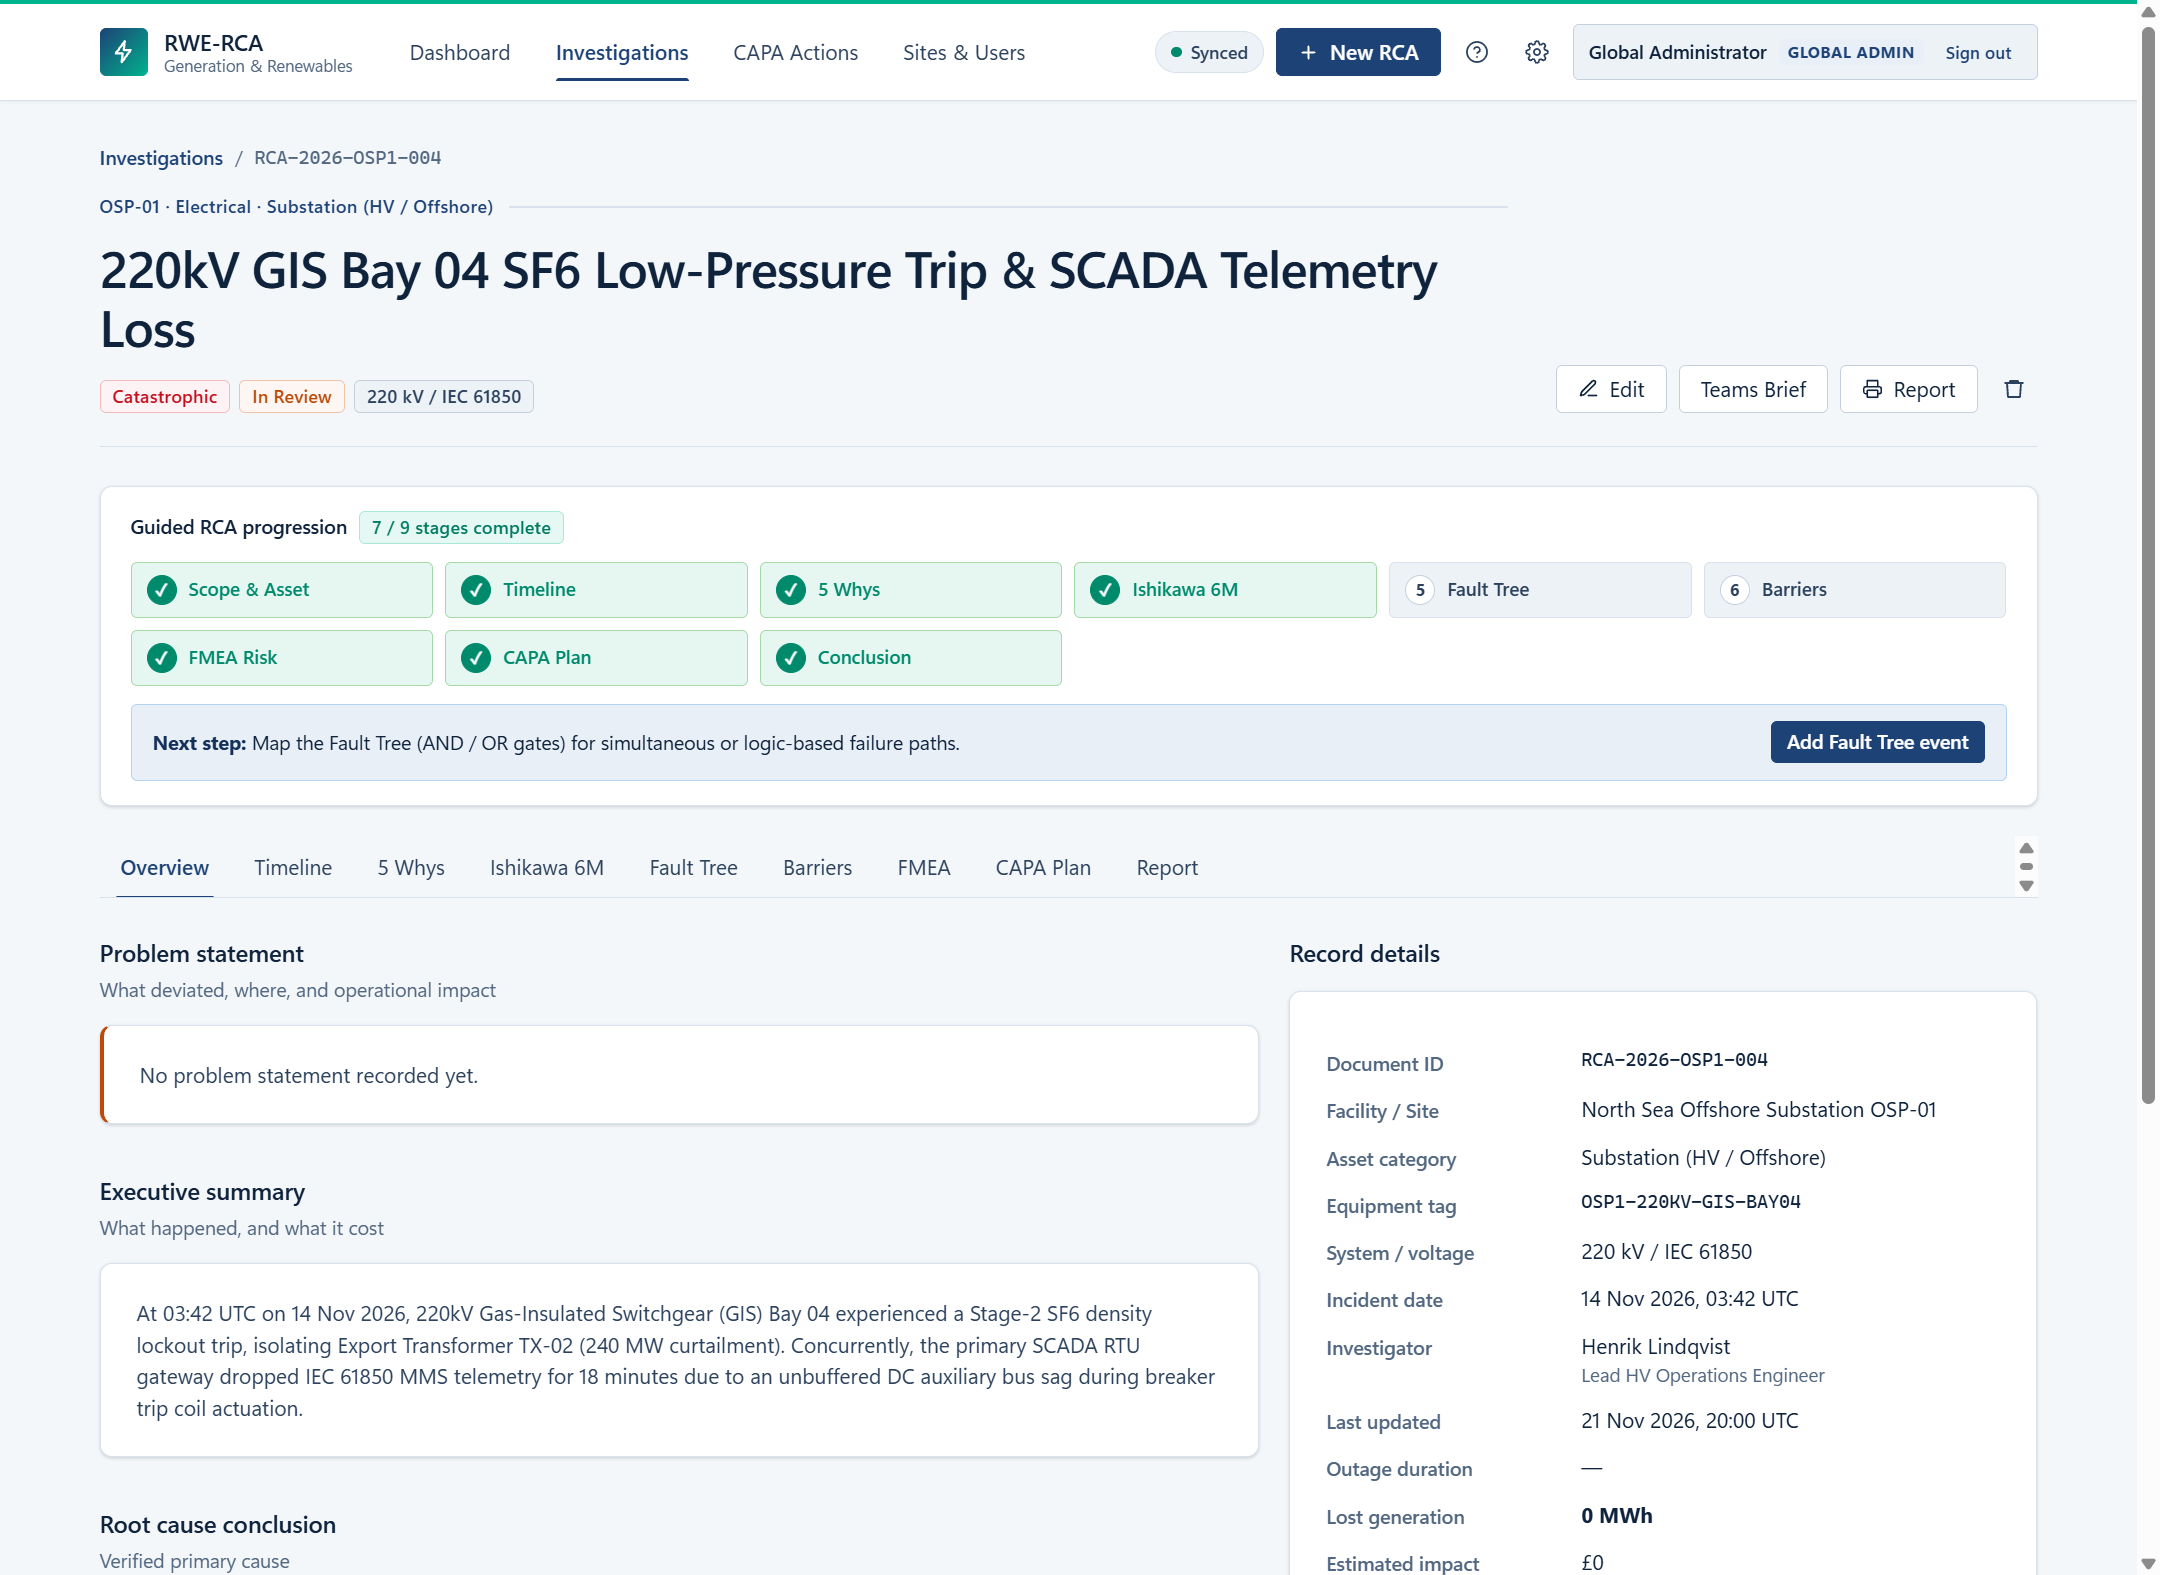 RWE-RCA
Generation & Renewables
Dashboard
Investigations
CAPA Actions
Sites & Users
Synced
+ New RCA
Global Administrator
GLOBAL ADMIN
Sign out
Investigations / RCA-2026-OSP1-004
OSP-01 · Electrical · Substation (HV / Offshore)
220kV GIS Bay 04 SF6 Low-Pressure Trip & SCADA Telemetry
Loss
Catastrophic
In Review
220 kV / IEC 61850
Edit
Teams Brief
Report
Guided RCA progression
7 / 9 stages complete
Scope & Asset
Timeline
5 Whys
Ishikawa 6M
5 Fault Tree
6 Barriers
FMEA Risk
CAPA Plan
Conclusion
Next step: Map the Fault Tree (AND / OR gates) for simultaneous or logic-based failure paths.
Add Fault Tree event
Overview
Timeline
5 Whys
Ishikawa 6M
Fault Tree
Barriers
FMEA
CAPA Plan
Report
Problem statement
What deviated, where, and operational impact
No problem statement recorded yet.
Executive summary
What happened, and what it cost
At 03:42 UTC on 14 Nov 2026, 220kV Gas-Insulated Switchgear (GIS) Bay 04 experienced a Stage-2 SF6 density
lockout trip, isolating Export Transformer TX-02 (240 MW curtailment). Concurrently, the primary SCADA RTU
gateway dropped IEC 61850 MMS telemetry for 18 minutes due to an unbuffered DC auxiliary bus sag during breaker
trip coil actuation.
Root cause conclusion
Verified primary cause
Record details
Document ID RCA-2026-OSP1-004
Facility / Site North Sea Offshore Substation OSP-01
Asset category Substation (HV / Offshore)
Equipment tag OSP1-220KV-GIS-BAY04
System / voltage 220 kV / IEC 61850
Incident date 14 Nov 2026, 03:42 UTC
Investigator Henrik Lindqvist
Lead HV Operations Engineer
Last updated 21 Nov 2026, 20:00 UTC
Outage duration —
Lost generation 0 MWh
Estimated impact £0